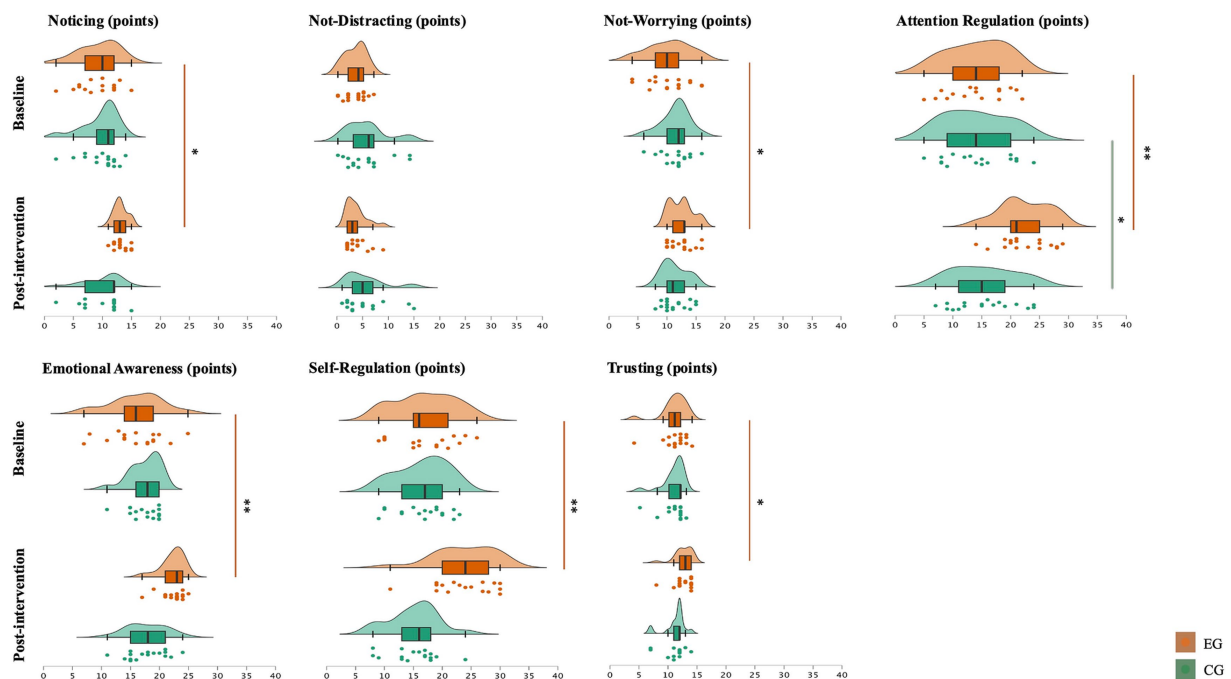 Noticing (points)
Not-Distracting (points)
Not-Worrying (points)
Attention Regulation (points)
Baseline
Post-intervention
*
*
**
*
0 5 10 15 20 25 30 35 40
0 5 10 15 20 25 30 35 40
0 5 10 15 20 25 30 35 40
0 5 10 15 20 25 30 35 40
Emotional Awareness (points)
Self-Regulation (points)
Trusting (points)
Baseline
Post-intervention
**
**
*
0 5 10 15 20 25 30 35 40
0 5 10 15 20 25 30 35 40
0 5 10 15 20 25 30 35 40
EG
CG